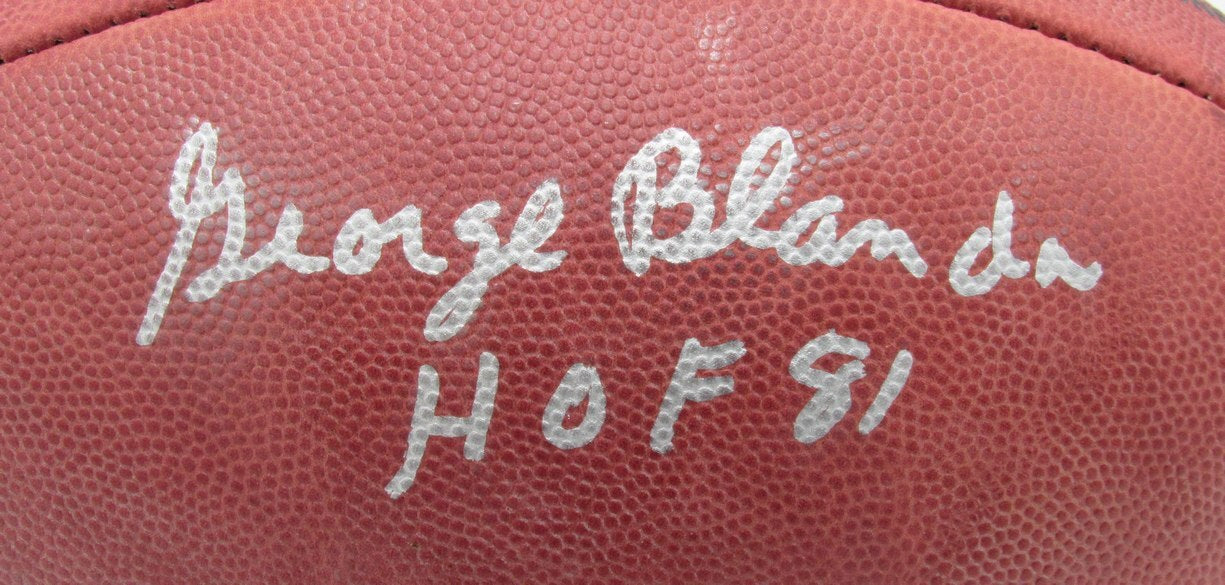 George Blanda
HOF 81